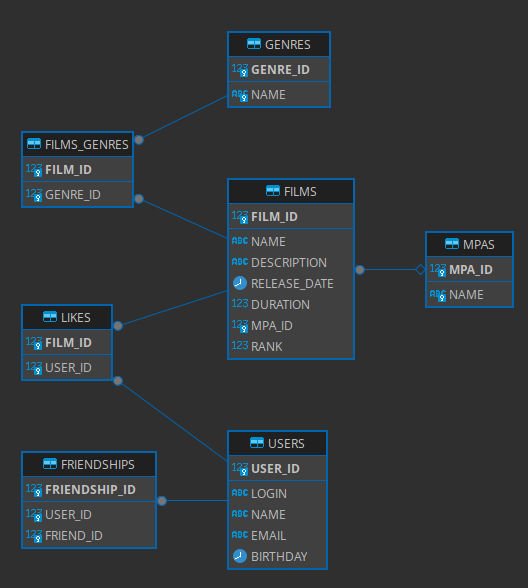 GENRES
123 GENRE_ID
ABC NAME
FILMS_GENRES
123 FILM_ID
123 GENRE_ID
FILMS
123 FILM_ID
ABC NAME
ABC DESCRIPTION
RELEASE_DATE
123 DURATION
123 MPA_ID
123 RANK
MPAS
123 MPA_ID
ABC NAME
LIKES
123 FILM_ID
123 USER_ID
USERS
123 USER_ID
ABC LOGIN
ABC NAME
ABC EMAIL
BIRTHDAY
FRIENDSHIPS
123 FRIENDSHIP_ID
123 USER_ID
123 FRIEND_ID